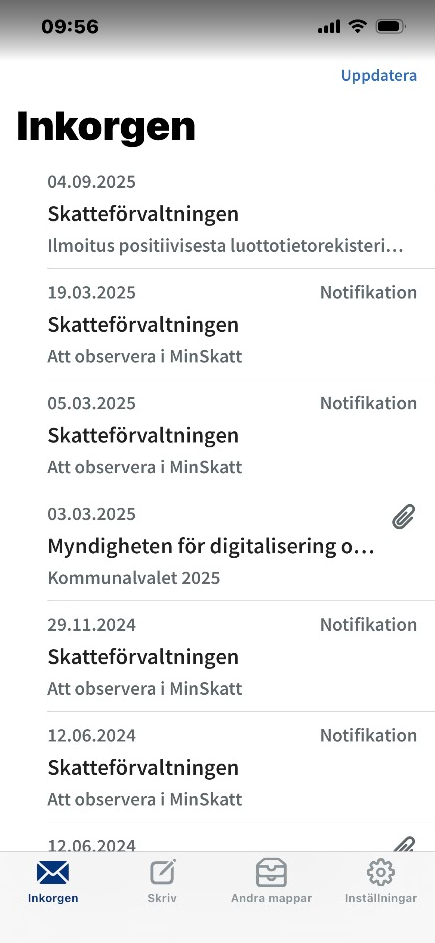 09:56
Uppdatera
Inkorgen
04.09.2025
Skatteförvaltningen
Ilmoitus positiivisesta luottotietorekisteri...
19.03.2025 Notifikation
Skatteförvaltningen
Att observera i MinSkatt
05.03.2025 Notifikation
Skatteförvaltningen
Att observera i MinSkatt
03.03.2025
Myndigheten för digitalisering o...
Kommunalvalet 2025
29.11.2024 Notifikation
Skatteförvaltningen
Att observera i MinSkatt
12.06.2024 Notifikation
Skatteförvaltningen
Att observera i MinSkatt
12.06.2024
Inkorgen Skriv Andra mappar Inställningar